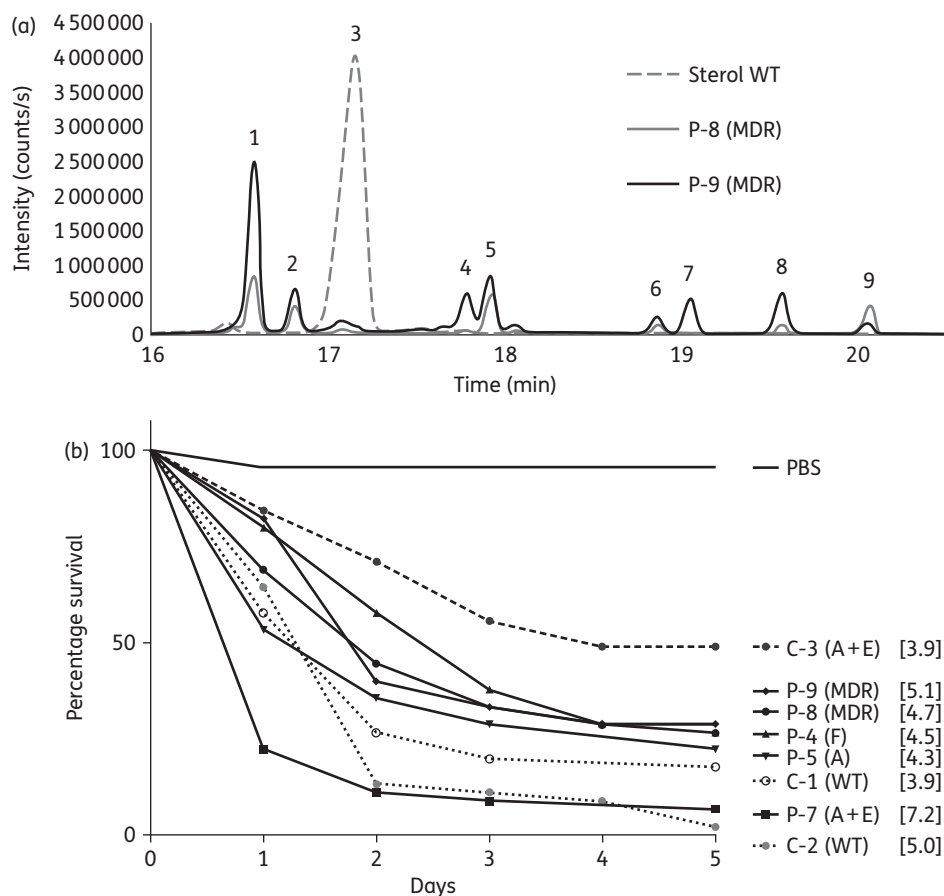 (a)
4 500 000
4 000 000
3 500 000
3 000 000
2 500 000
2 000 000
1 500 000
1 000 000
500 000
0
Intensity (counts/s)
1
2
3
4
5
6
7
8
9
Sterol WT
P-8 (MDR)
P-9 (MDR)
16
17
18
19
20
Time (min)
(b)
100
50
0
Percentage survival
PBS
C-3 (A + E) [3.9]
P-9 (MDR) [5.1]
P-8 (MDR) [4.7]
P-4 (F) [4.5]
P-5 (A) [4.3]
C-1 (WT) [3.9]
P-7 (A + E) [7.2]
C-2 (WT) [5.0]
0
1
2
3
4
5
Days